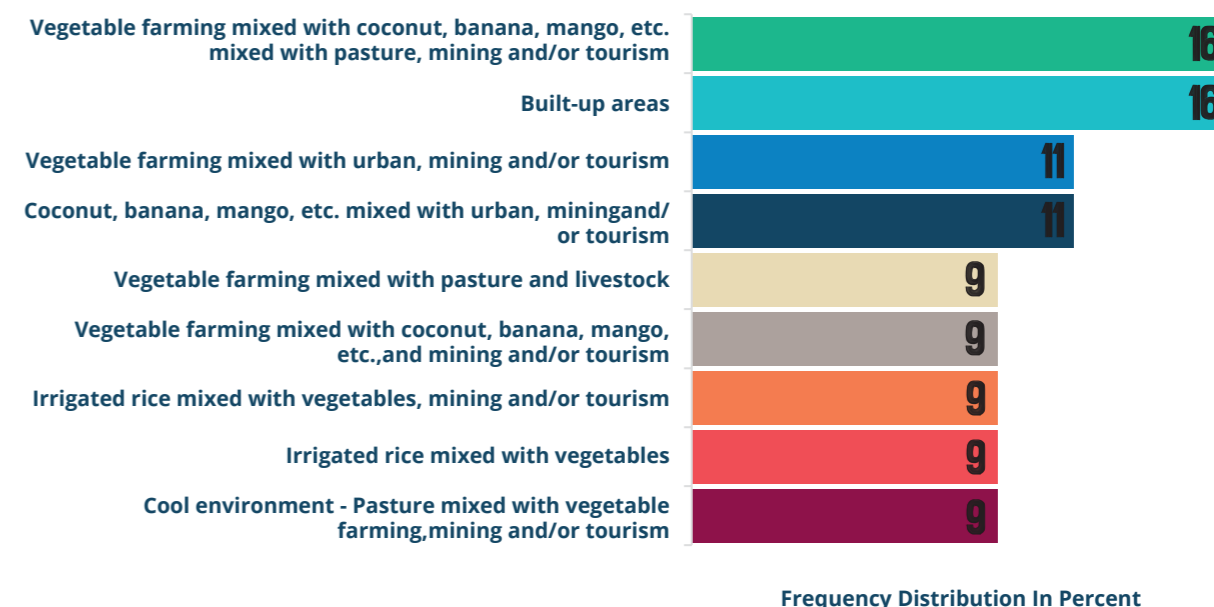 Vegetable farming mixed with coconut, banana, mango, etc.
mixed with pasture, mining and/or tourism
16
Built-up areas
16
Vegetable farming mixed with urban, mining and/or tourism
11
Coconut, banana, mango, etc. mixed with urban, miningand/
or tourism
11
Vegetable farming mixed with pasture and livestock
9
Vegetable farming mixed with coconut, banana, mango,
etc.,and mining and/or tourism
9
Irrigated rice mixed with vegetables, mining and/or tourism
9
Irrigated rice mixed with vegetables
9
Cool environment - Pasture mixed with vegetable
farming,mining and/or tourism
9
Frequency Distribution In Percent